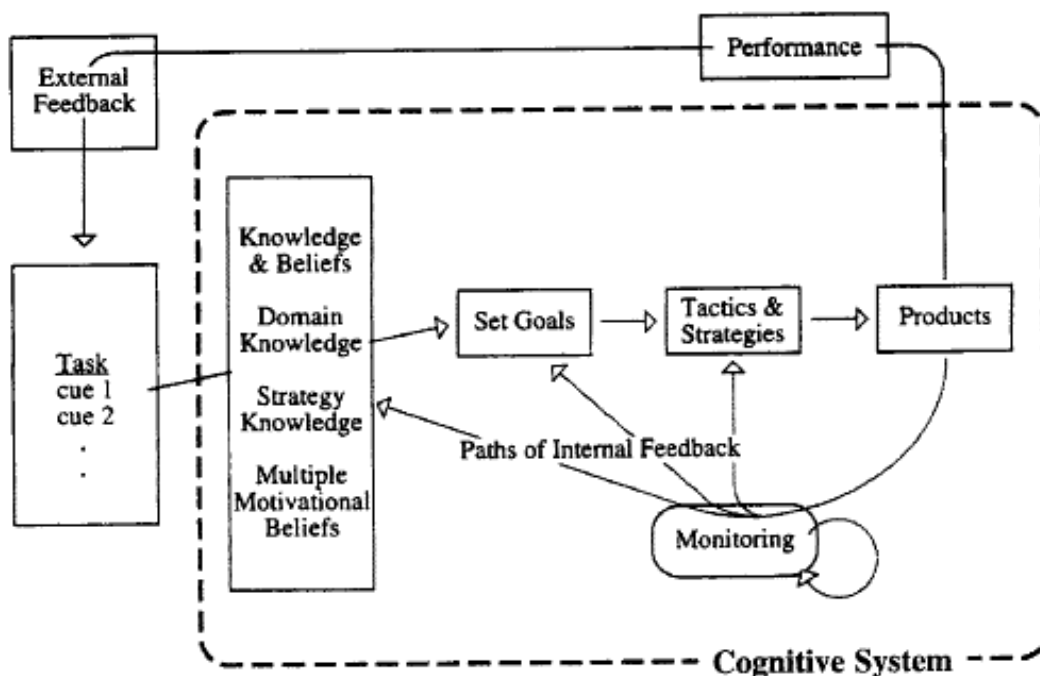 Performance
External
Feedback
Knowledge
& Beliefs
Domain
Knowledge
Strategy
Knowledge
Multiple
Motivational
Beliefs
Set Goals
Tactics &
Strategies
Products
Task
cue 1
cue 2
.
.
Paths of Internal Feedback
Monitoring
Cognitive System